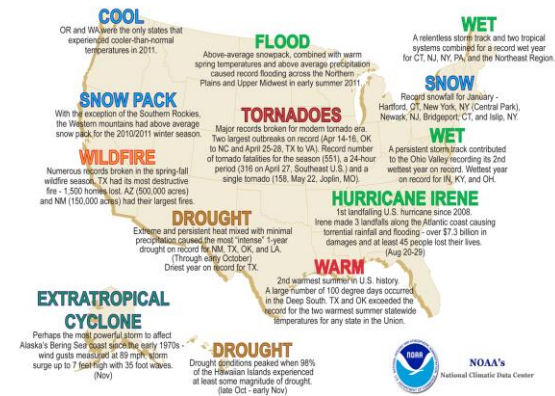 COOL
OR and WA were the only states that
experienced cooler-than-normal
temperatures in 2011.
FLOOD
Above-average snowpack, combined with warm
spring temperatures and above average precipitation
caused record flooding across the Northern
Plains and Upper Midwest in early summer 2011.
WET
A relentless storm track and two tropical
systems combined for a record wet year
for CT, NJ, NY, PA, and the Northeast Region.
SNOW
Record snowfall for January -
Hartford, CT, New York, NY (Central Park),
Newark, NJ, Bridgeport, CT, and Islip, NY.
SNOW PACK
With the exception of the Southern Rockies,
the Western mountains had above average
snow pack for the 2010/2011 winter season.
TORNADOES
Major records broken for modern tornado era.
Two largest outbreaks on record (Apr 14-16, OK
to NC and April 25-28, TX to VA). Record number
of tornado fatalities for the season (551), a 24-hour
period (316 on April 27, Southeast U.S.) and a
single tornado (158, May 22, Joplin, MO).
WET
A persistent storm track contributed
to the Ohio Valley recording its 2nd
wettest year on record. Wettest year
on record for IN, KY, and OH.
WILDFIRE
Numerous records broken in the spring-fall
wildfire season. TX had its most destructive
fire - 1,500 homes lost. AZ (500,000 acres)
and NM (150,000 acres) had their largest fires.
HURRICANE IRENE
1st landfalling U.S. hurricane since 2008.
Irene made 3 landfalls along the Atlantic coast causing
torrential rainfall and flooding - over $7.3 billion in
damages and at least 45 people lost their lives.
(Aug 20-29)
DROUGHT
Extreme and persistent heat mixed with minimal
precipitation caused the most "intense" 1-year
drought on record for NM, TX, OK, and LA.
(Through early October)
Driest year on record for TX.
WARM
2nd warmest summer in U.S. history.
A large number of 100 degree days occurred
in the Deep South. TX and OK exceeded the
record for the two warmest summer statewide
temperatures for any state in the Union.
EXTRATROPICAL
CYCLONE
Perhaps the most powerful storm to affect
Alaska's Bering Sea coast since the early 1970s -
wind gusts measured at 89 mph, storm
surge up to 7 feet high with 35 foot waves.
(Nov)
DROUGHT
Drought conditions peaked when 98%
of the Hawaiian Islands experienced
at least some magnitude of drought.
(late Oct - early Nov)
NOAA
NOAA's
National Climatic Data Center